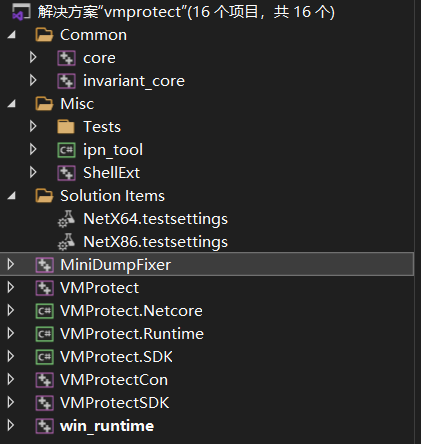 解决方案“vmprotect”(16 个项目，共 16 个)
Common
core
invariant_core
Misc
Tests
ipn_tool
ShellExt
Solution Items
NetX64.testsettings
NetX86.testsettings
MiniDumpFixer
VMProtect
VMProtect.Netcore
VMProtect.Runtime
VMProtect.SDK
VMProtectCon
VMProtectSDK
win_runtime